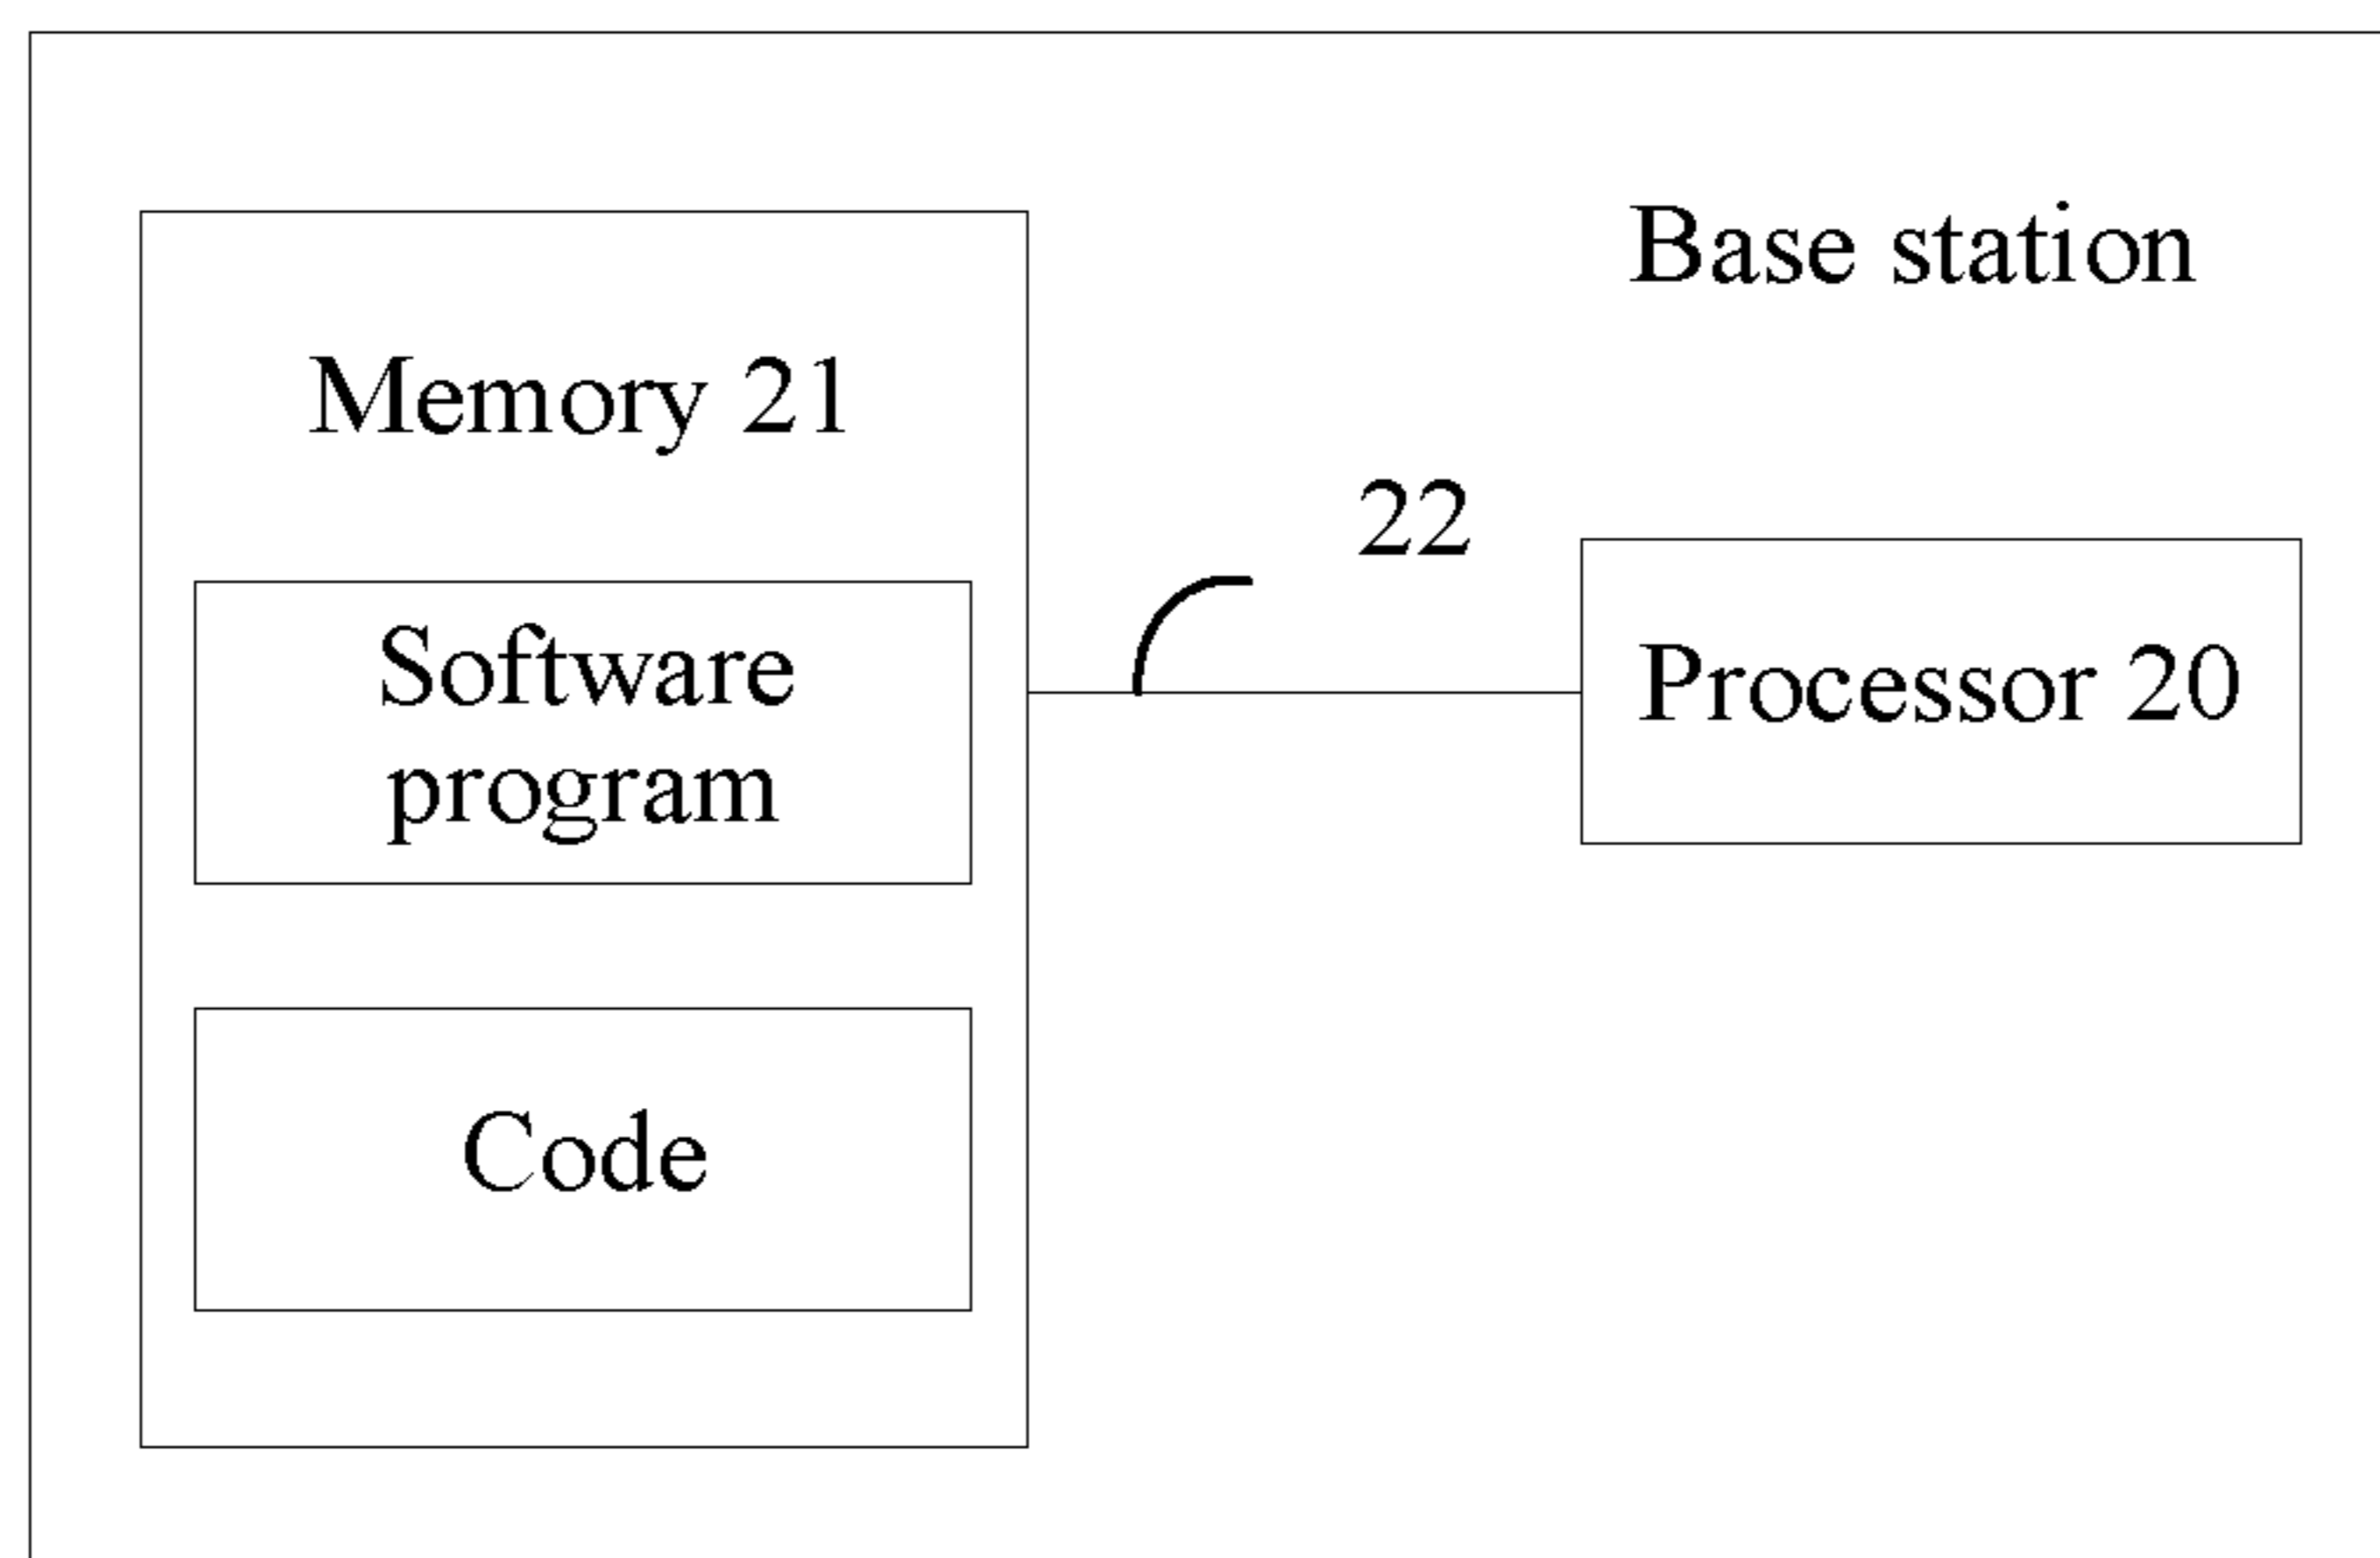 Base station
Memory 21
22
Software
program
Processor 20
Code